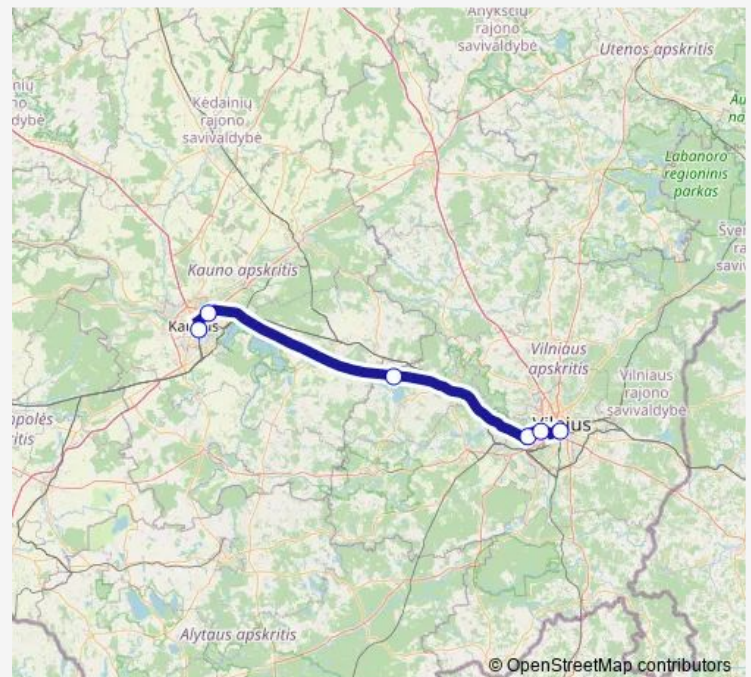 Anykščių
rajono
savivaldybė
Utenos apskritis
Kėdainių
rajono
savivaldybė
Labanoro
regioninis
parkas
Kauno apskritis
Vilniaus
apskritis
Vilniaus
rajono
savivaldybė
Alytaus apskritis
© OpenStreetMap contributors